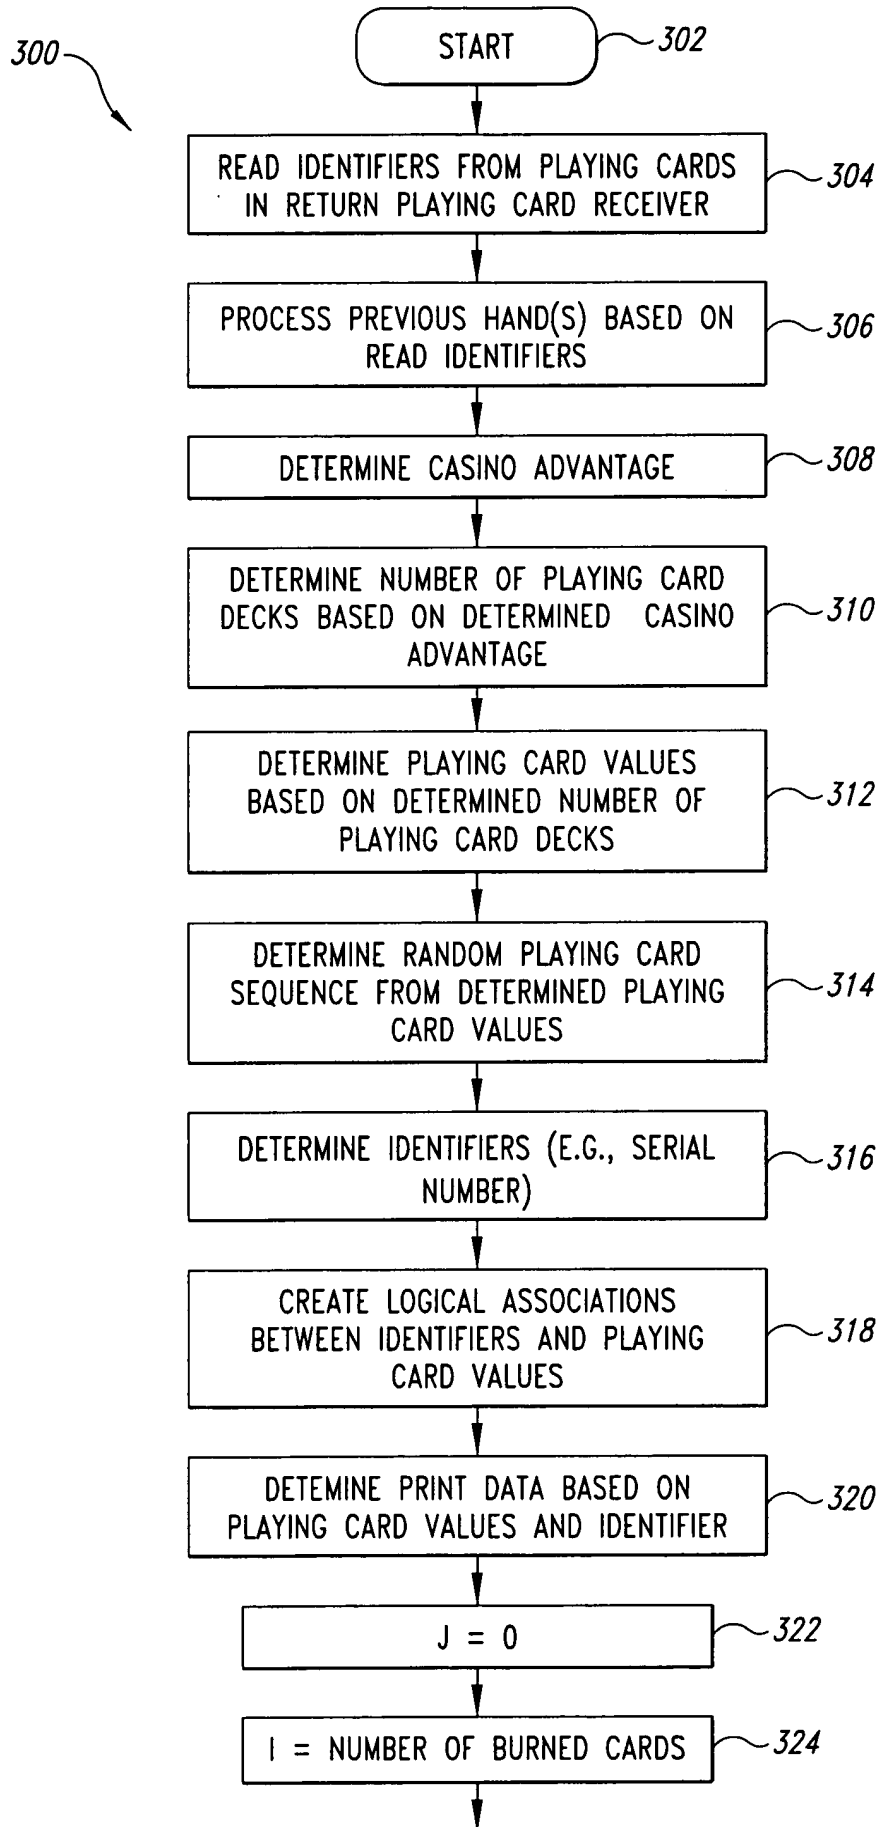 300
START
302
READ IDENTIFIERS FROM PLAYING CARDS
IN RETURN PLAYING CARD RECEIVER
304
PROCESS PREVIOUS HAND(S) BASED ON
READ IDENTIFIERS
306
DETERMINE CASINO ADVANTAGE
308
DETERMINE NUMBER OF PLAYING CARD
DECKS BASED ON DETERMINED CASINO
ADVANTAGE
310
DETERMINE PLAYING CARD VALUES
BASED ON DETERMINED NUMBER OF
PLAYING CARD DECKS
312
DETERMINE RANDOM PLAYING CARD
SEQUENCE FROM DETERMINED PLAYING
CARD VALUES
314
DETERMINE IDENTIFIERS (E.G., SERIAL
NUMBER)
316
CREATE LOGICAL ASSOCIATIONS
BETWEEN IDENTIFIERS AND PLAYING
CARD VALUES
318
DETEMINE PRINT DATA BASED ON
PLAYING CARD VALUES AND IDENTIFIER
320
J = 0
322
I = NUMBER OF BURNED CARDS
324